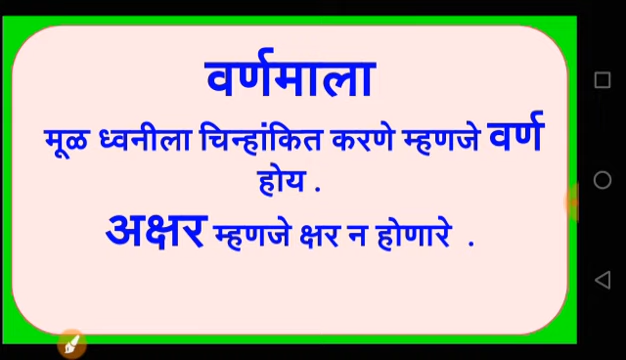 वर्णमाला
मूळ ध्वनीला चिन्हांकित करणे म्हणजे वर्ण
होय .
अक्षर म्हणजे क्षर न होणारे .